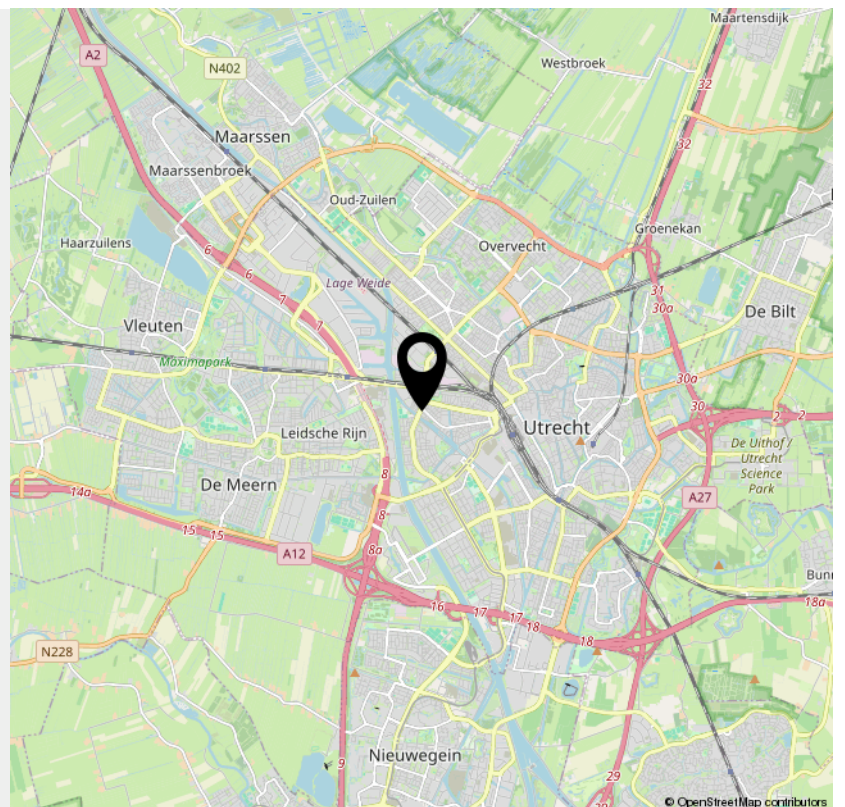 Maartensdijk
A2
N402
Westbroek
32
Maarssen
32
Maarssenbroek
Oud-Zuilen
Groenekan
Haarzuilens
6
Overvecht
6
Lage Weide
31
7
30a
De Bilt
Vleuten
7
Máximapark
30a
30
2
2
Utrecht
Leidsche Rijn
De Uithof /
Utrecht
Science
Park
8
De Meern
14a
A27
8
15
15
A12
8a
Bunn
16
17
17
18
18
18a
N228
Nieuwegein
9
29
© OpenStreetMap contributors